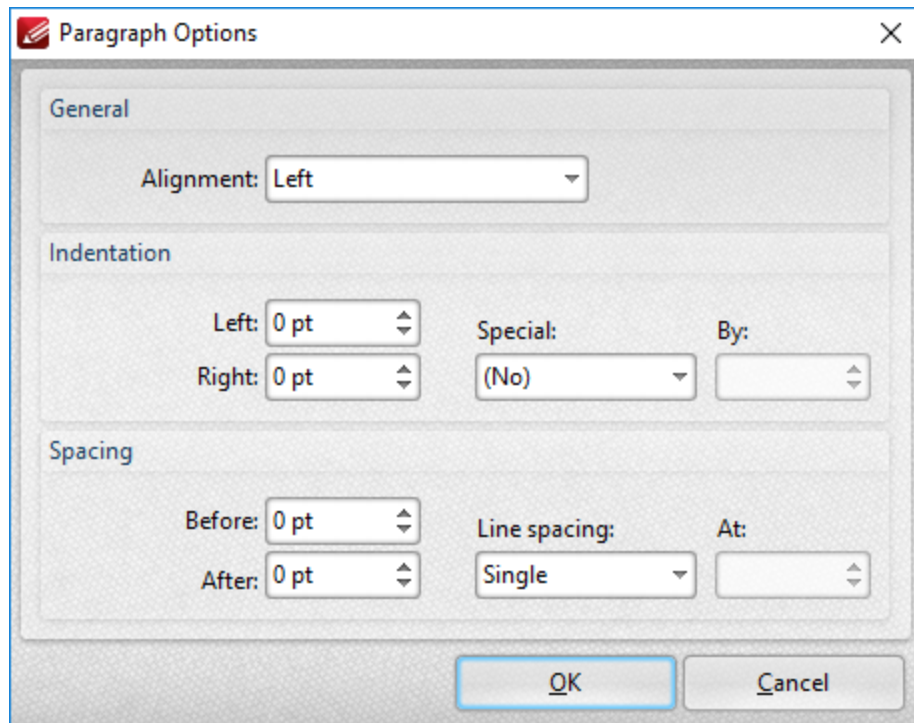 Paragraph Options
General
Alignment: Left
Indentation
Left: 0 pt
Special: By:
Right: 0 pt (No)
Spacing
Before: 0 pt
Line spacing: At:
After: 0 pt Single
OK Cancel